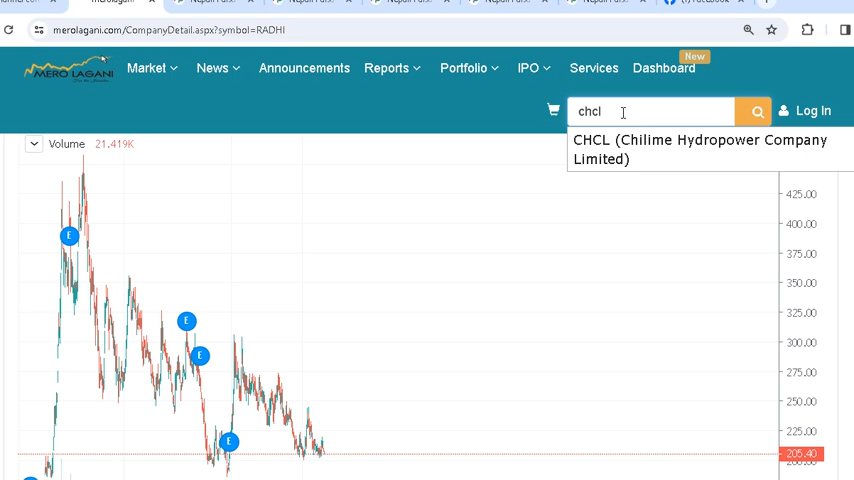 merolagani
Facebook
merolagani.com/CompanyDetail.aspx?symbol=RADHI
New
MERO LAGANI
Market News Announcements Reports Portfolio IPO Services Dashboard
chcl
Log In
CHCL (Chilime Hydropower Company
Limited)
Volume 21.419K
425.00
400.00
E
375.00
350.00
E
325.00
300.00
E
275.00
250.00
225.00
E
205.40